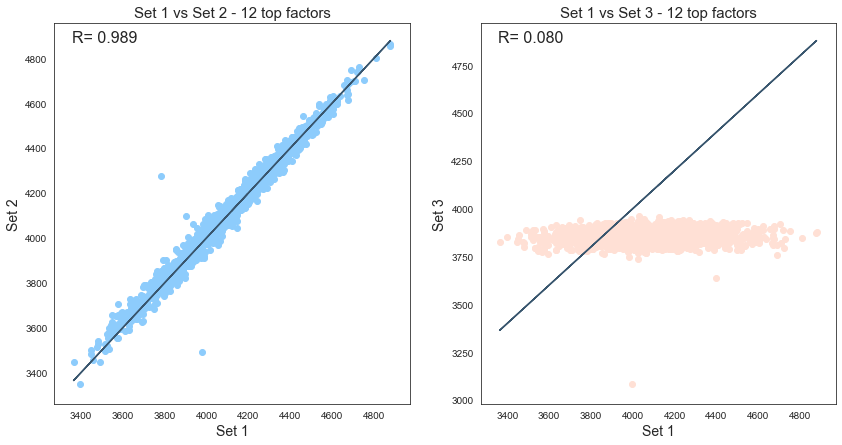 Set 1 vs Set 2 - 12 top factors
R= 0.989
4800
4600
4400
4200
4000
3800
3600
3400
Set 2
3400 3600 3800 4000 4200 4400 4600 4800
Set 1
Set 1 vs Set 3 - 12 top factors
R= 0.080
4750
4500
4250
4000
3750
3500
3250
3000
Set 3
3400 3600 3800 4000 4200 4400 4600 4800
Set 1